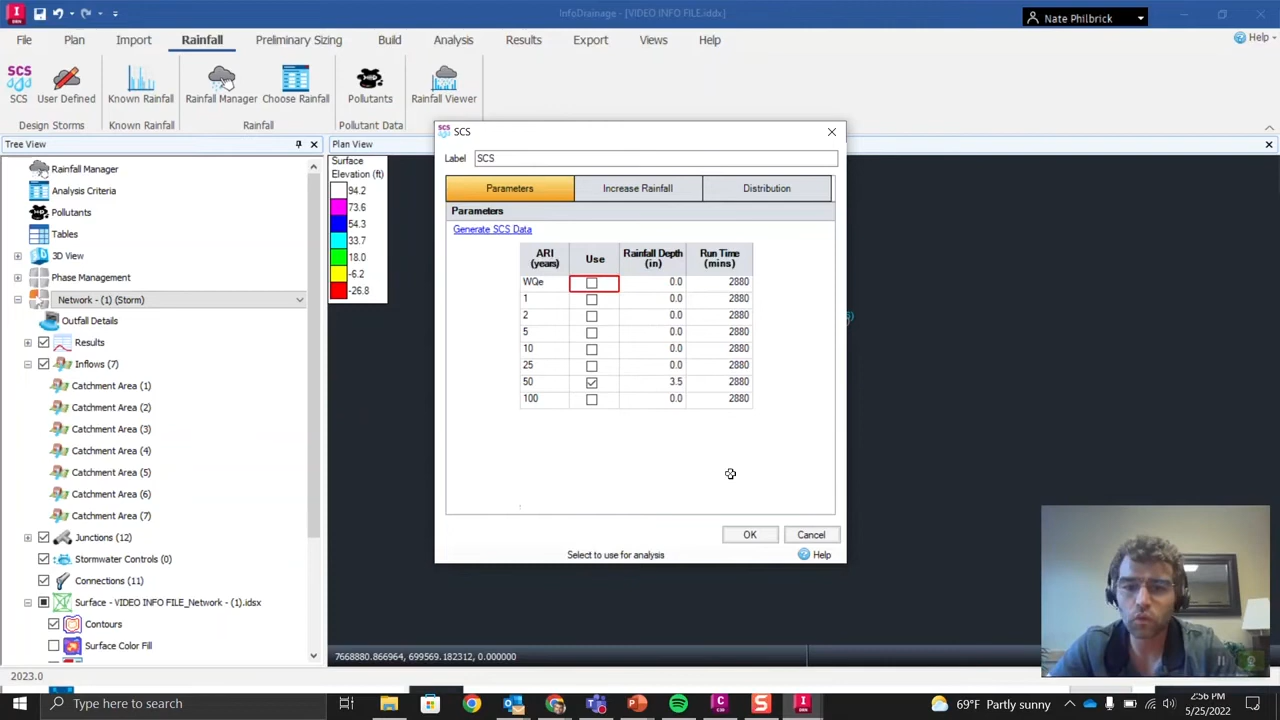 InfoDrainage - [VIDEO INFO FILE.iddx]
Nate Philbrick
File Plan Import Rainfall Preliminary Sizing Build Analysis Results Export Views Help
Help
SCS User Defined Known Rainfall Rainfall Manager Choose Rainfall Pollutants Rainfall Viewer
Design Storms Known Rainfall Rainfall Pollutant Data
Tree View
Plan View
Rainfall Manager
Analysis Criteria
Pollutants
Tables
3D View
Phase Management
Network - (1) (Storm)
Outfall Details
Results
Inflows (7)
Catchment Area (1)
Catchment Area (2)
Catchment Area (3)
Catchment Area (4)
Catchment Area (5)
Catchment Area (6)
Catchment Area (7)
Junctions (12)
Stormwater Controls (0)
Connections (11)
Surface - VIDEO INFO FILE_Network - (1).idsx
Contours
Surface Color Fill
Surface
Elevation (ft)
94.2
73.6
54.3
33.7
18.0
-6.2
-26.8
SCS
Label SCS
Parameters Increase Rainfall Distribution
Parameters
Generate SCS Data
ARI (years) Use Rainfall Depth (in) Run Time (mins)
WQe 0.0 2880
1 0.0 2880
2 0.0 2880
5 0.0 2880
10 0.0 2880
25 0.0 2880
50 3.5 2880
100 0.0 2880
OK Cancel
Select to use for analysis Help
7668880.866964, 699569.182312, 0.000000
2023.0
Type here to search
69°F Partly sunny
2:56 PM
5/25/2022